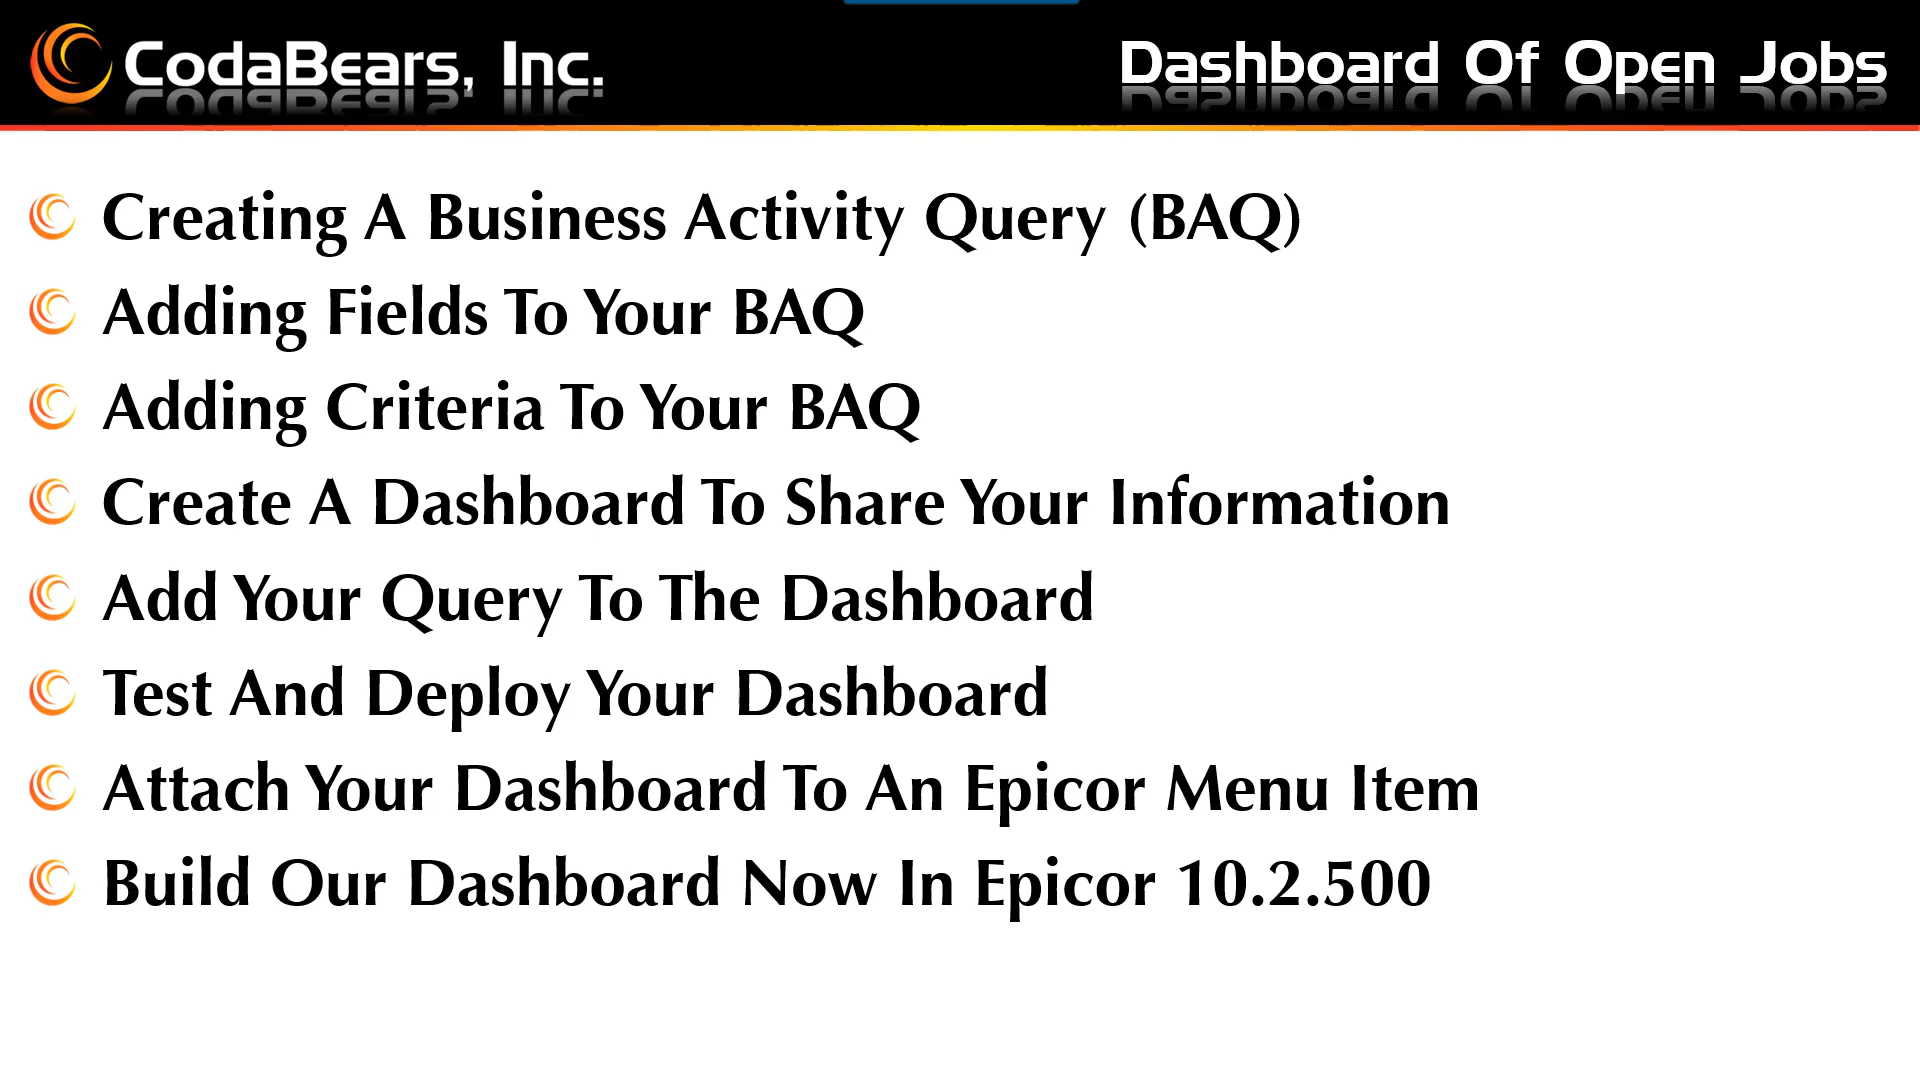 CodaBears, Inc.
Dashboard Of Open Jobs
Creating A Business Activity Query (BAQ)
Adding Fields To Your BAQ
Adding Criteria To Your BAQ
Create A Dashboard To Share Your Information
Add Your Query To The Dashboard
Test And Deploy Your Dashboard
Attach Your Dashboard To An Epicor Menu Item
Build Our Dashboard Now In Epicor 10.2.500